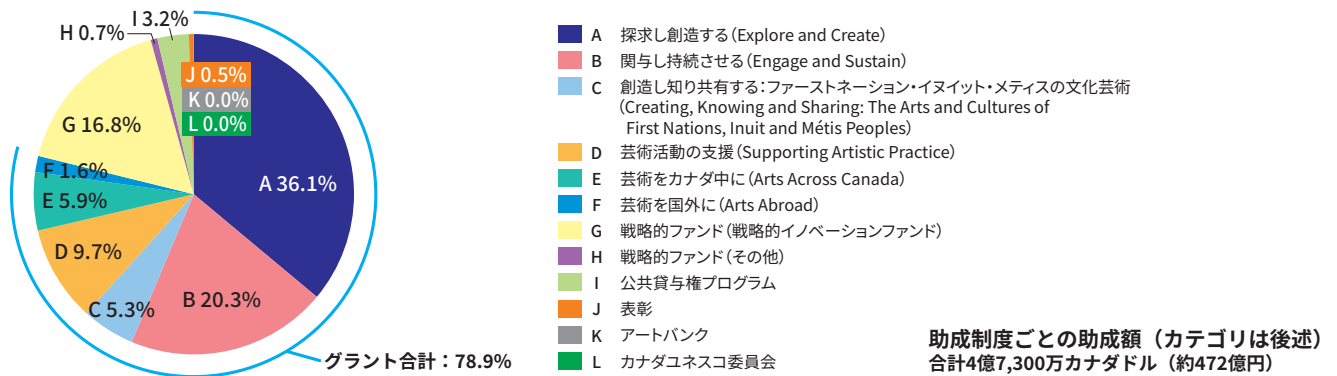 I 3.2%
H 0.7%
J 0.5%
K 0.0%
L 0.0%
G 16.8%
F 1.6%
E 5.9%
D 9.7%
C 5.3%
B 20.3%
A 36.1%
グラント合計：78.9%
A 探求し創造する（Explore and Create）
B 関与し持続させる（Engage and Sustain）
C 創造し知り共有する：ファーストネーション・イヌイット・メティスの文化芸術
（Creating, Knowing and Sharing: The Arts and Cultures of
First Nations, Inuit and Métis Peoples）
D 芸術活動の支援（Supporting Artistic Practice）
E 芸術をカナダ中に（Arts Across Canada）
F 芸術を国外に（Arts Abroad）
G 戦略的ファンド（戦略的イノベーションファンド）
H 戦略的ファンド（その他）
I 公共貸与権プログラム
J 表彰
K アートバンク
L カナダユネスコ委員会
助成制度ごとの助成額（カテゴリは後述）
合計4億7,300万カナダドル（約472億円）